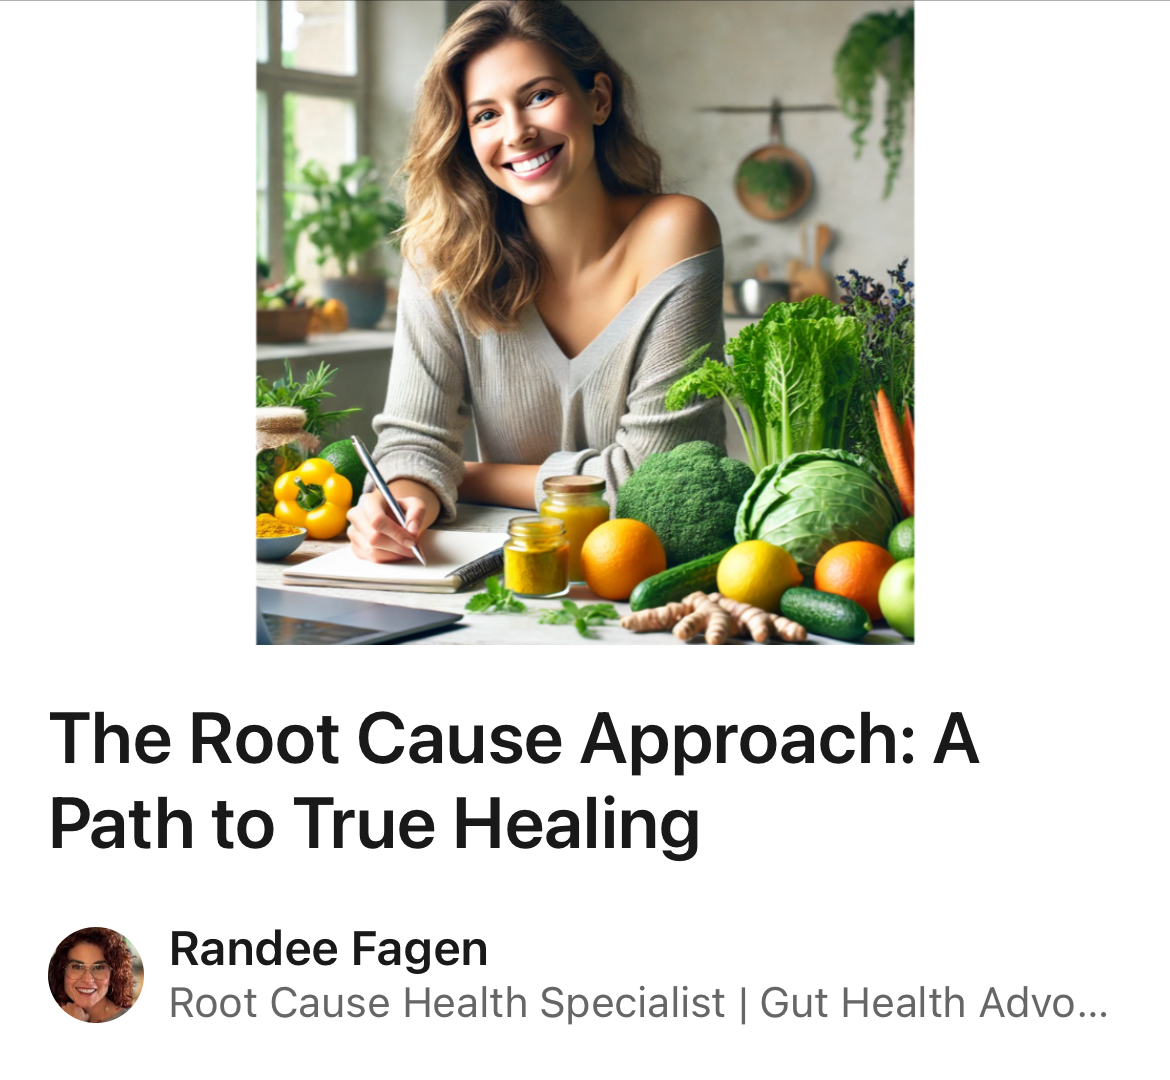 The Root Cause Approach: A
Path to True Healing
Randee Fagen
Root Cause Health Specialist | Gut Health Advo...